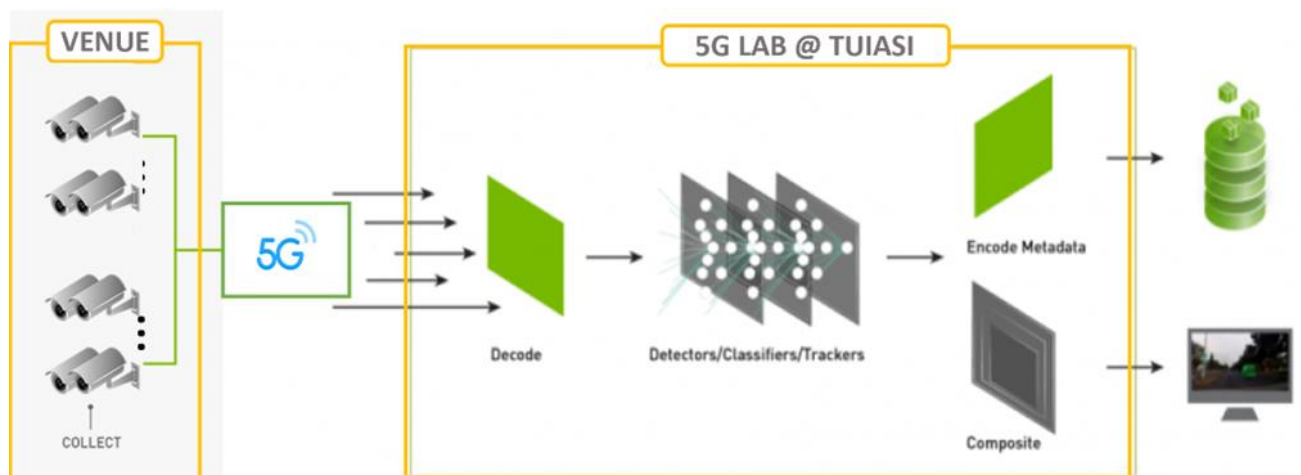 VENUE
5G LAB @ TUIASI
5G
COLLECT
Decode
Detectors/Classifiers/Trackers
Encode Metadata
Composite